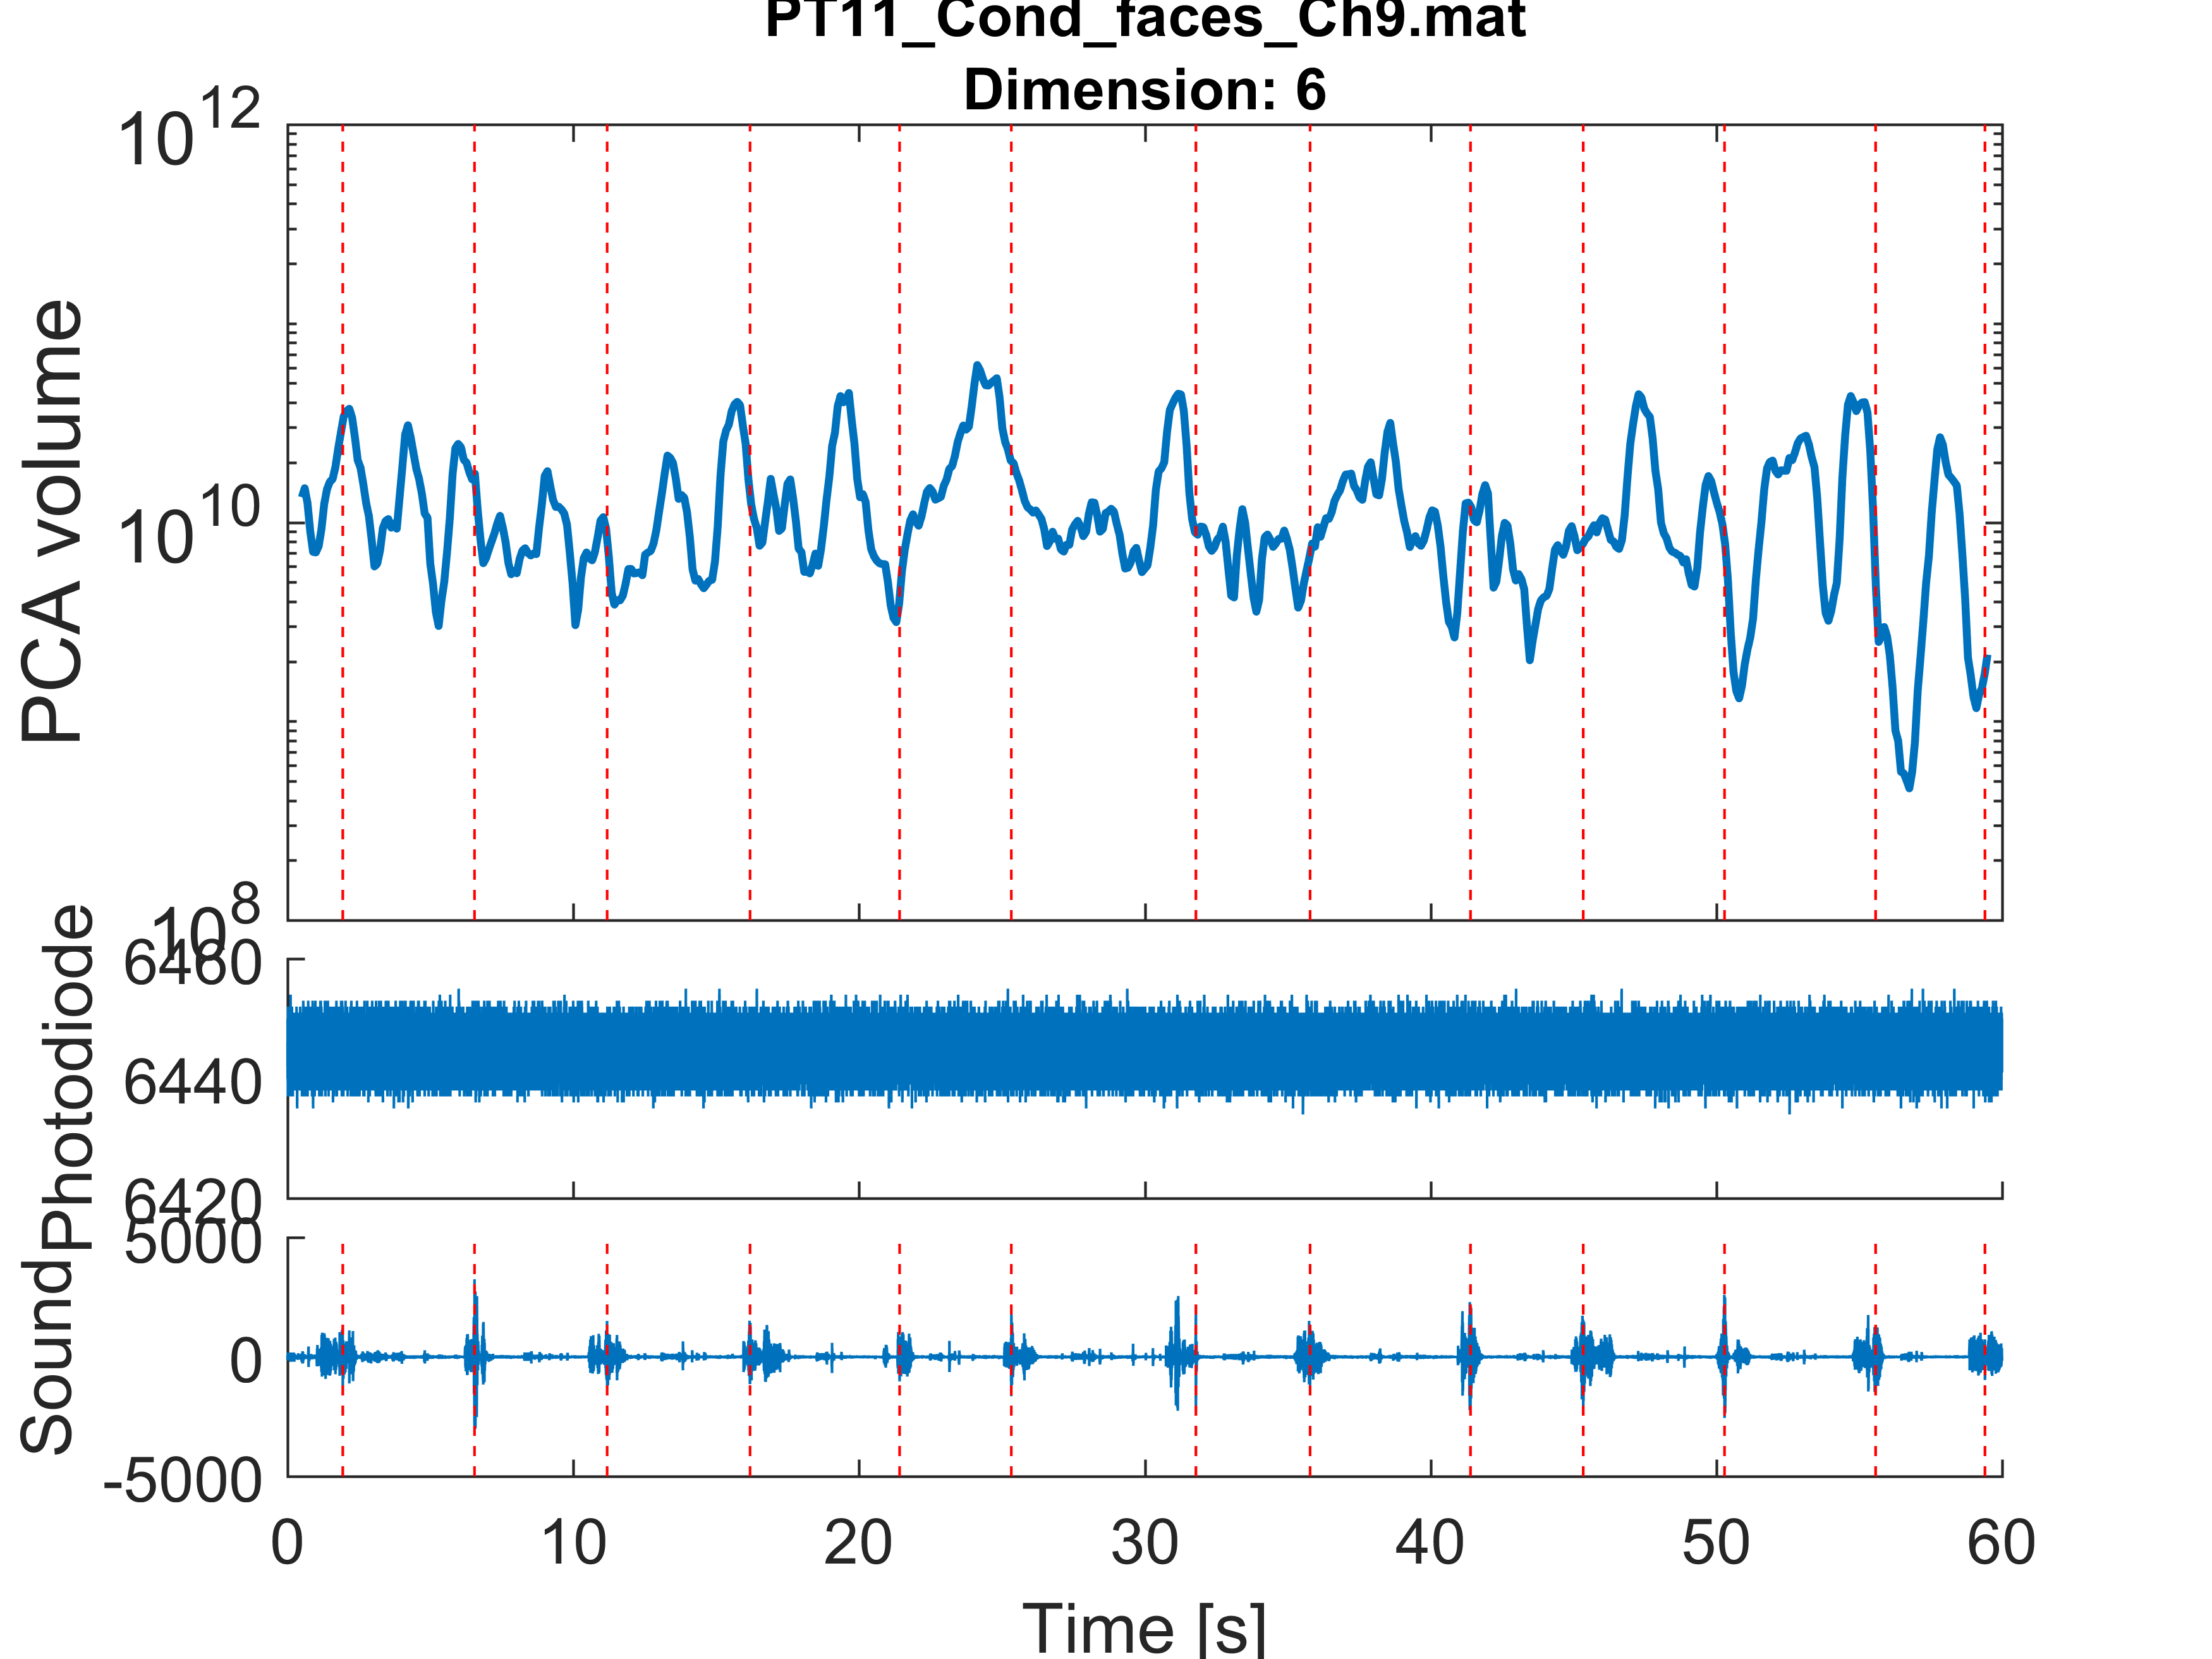 PT11_Cond_faces_Ch9.mat
Dimension: 6
PCA volume
10^12
10^10
10^8
Photodiode
6460
6440
6420
Sound
5000
0
-5000
0 10 20 30 40 50 60
Time [s]